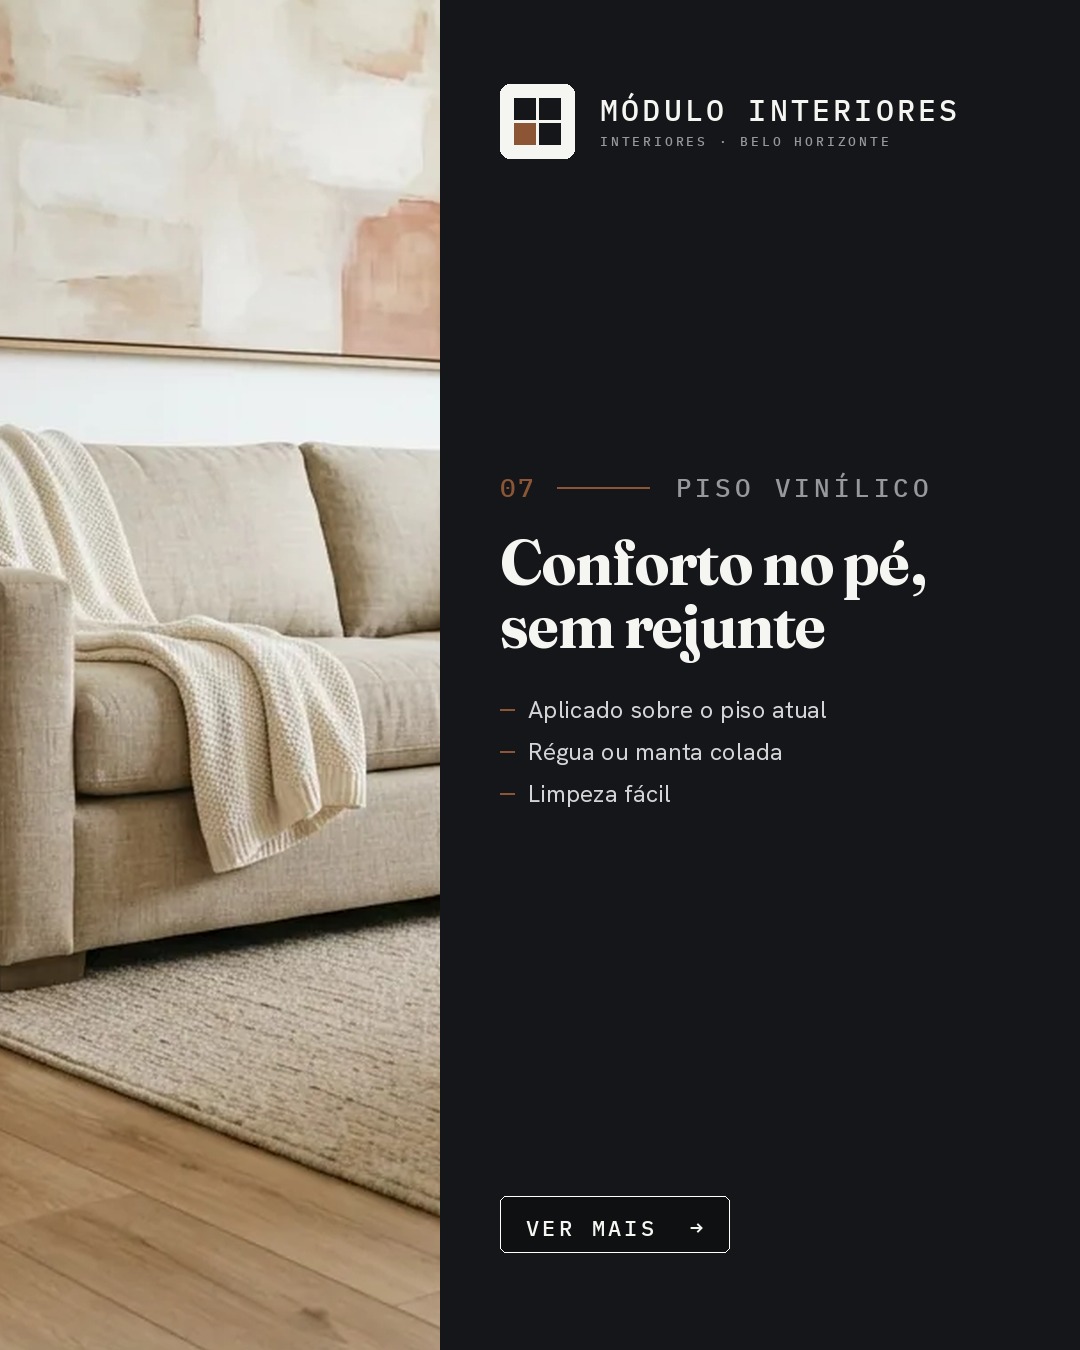 MÓDULO INTERIORES
INTERIORES · BELO HORIZONTE
07 PISO VINÍLICO
Conforto no pé,
sem rejunte
— Aplicado sobre o piso atual
— Régua ou manta colada
— Limpeza fácil
VER MAIS →